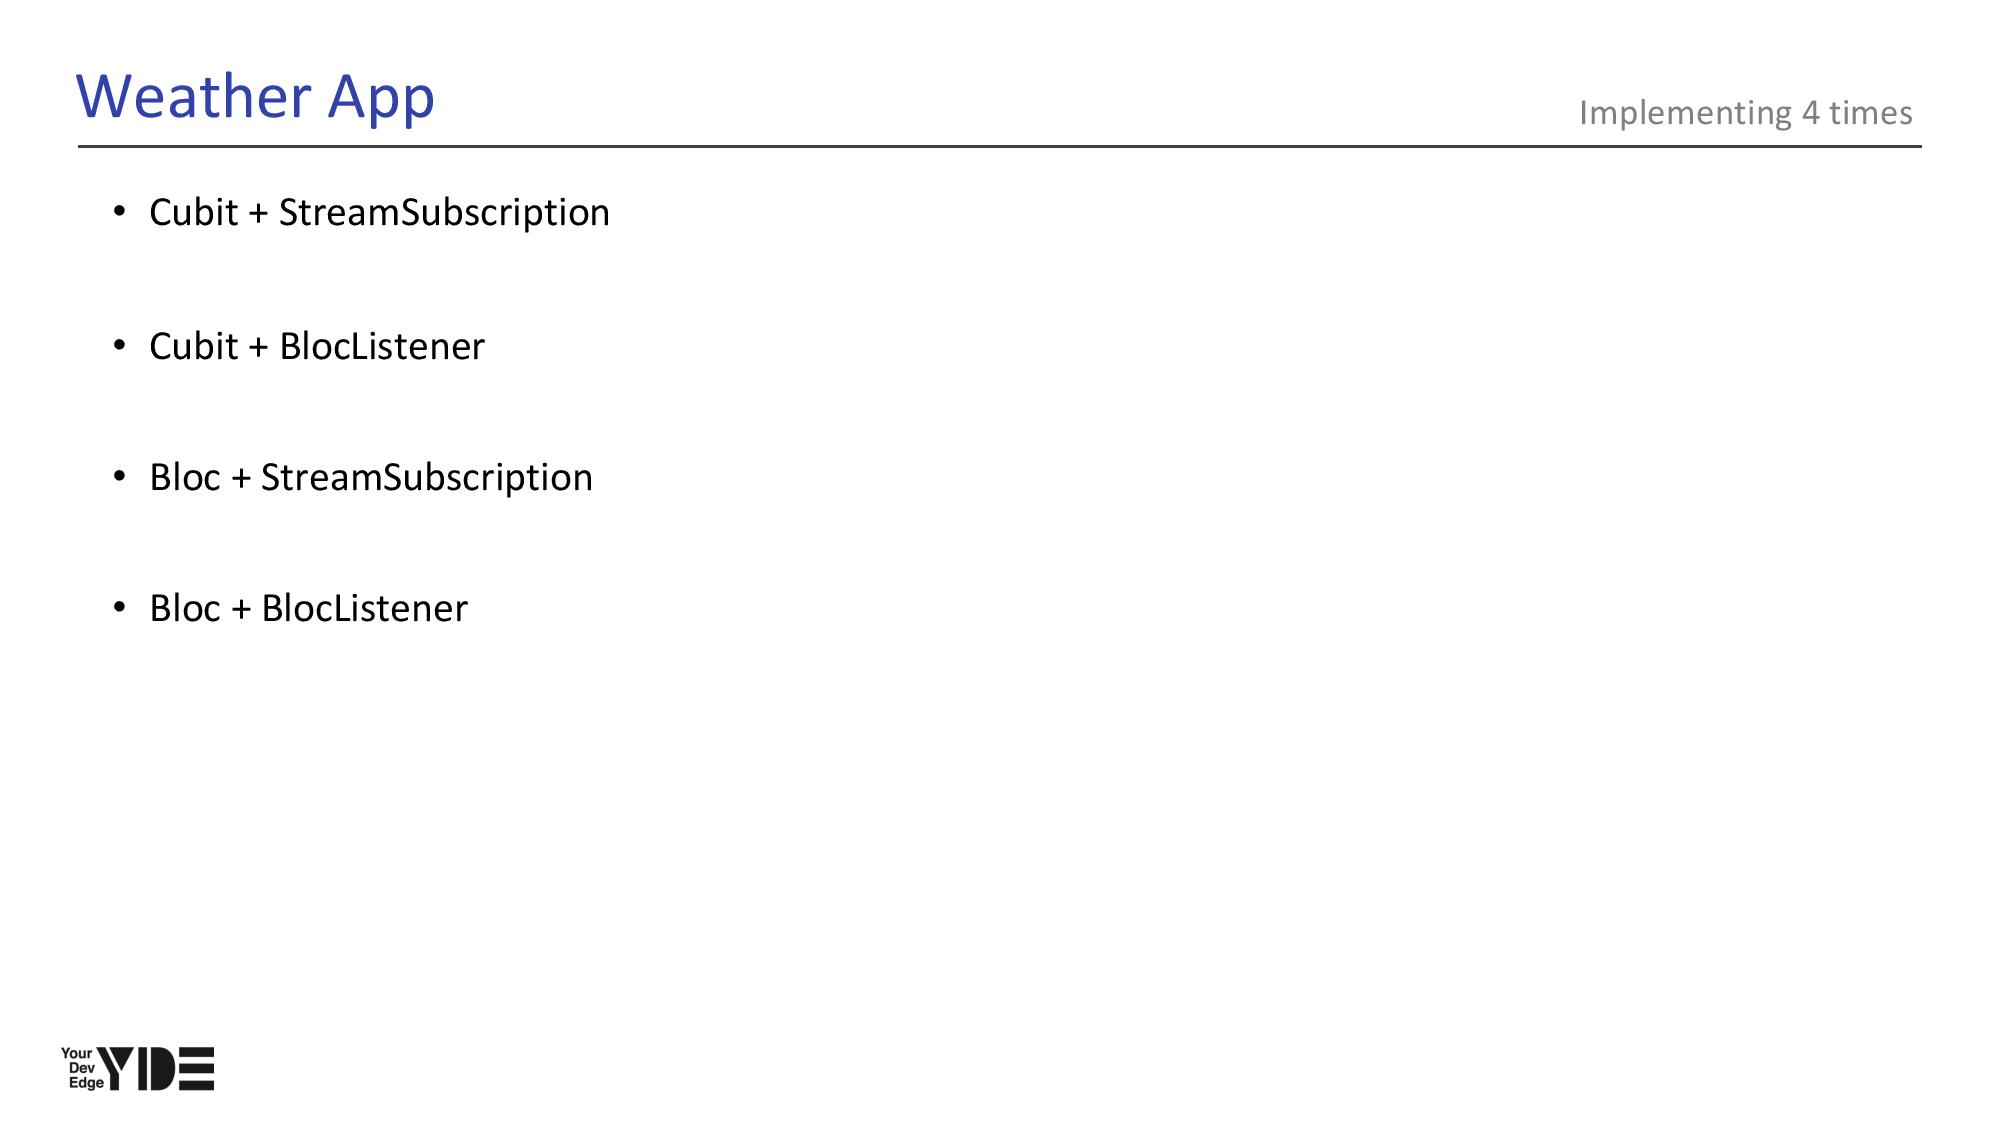 Weather App
Implementing 4 times
• Cubit + StreamSubscription
• Cubit + BlocListener
• Bloc + StreamSubscription
• Bloc + BlocListener
Your
Dev
Edge
YDE